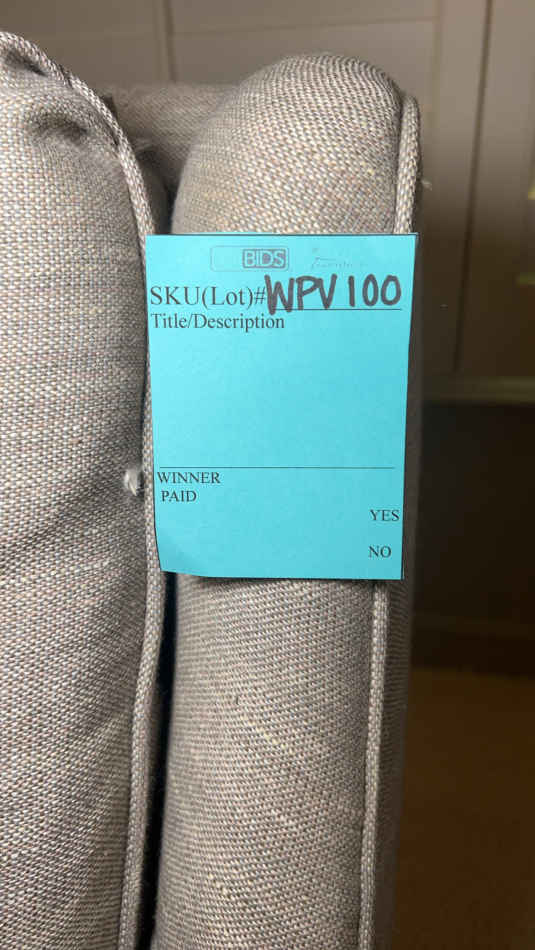 BIDS
SKU(Lot)#WPV100
Title/Description
WINNER
PAID
YES
NO